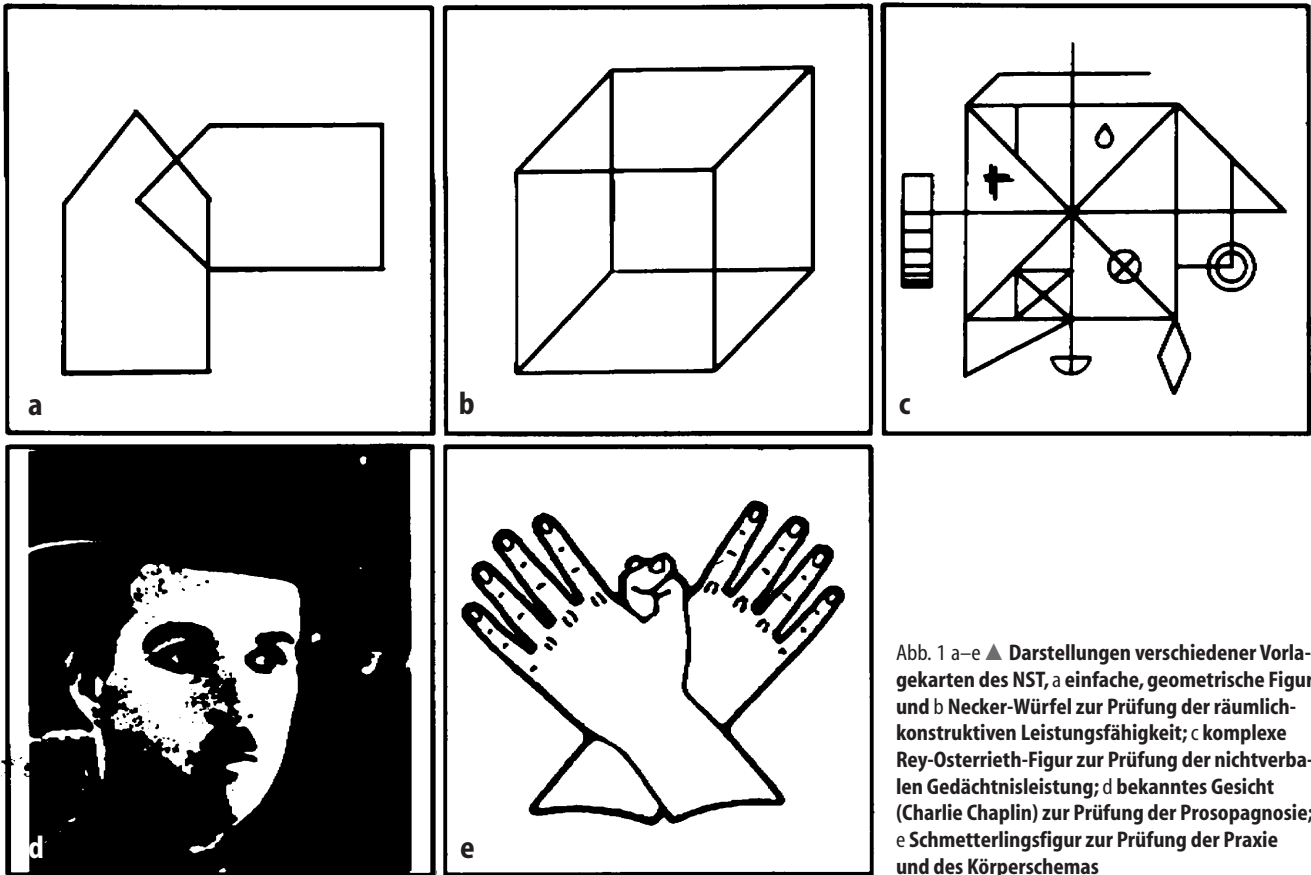 a
b
c
d
e
Abb. 1 a–e ▲ Darstellungen verschiedener Vorla-
gekarten des NST, a einfache, geometrische Figur
und b Necker-Würfel zur Prüfung der räumlich-
konstruktiven Leistungsfähigkeit; c komplexe
Rey-Osterrieth-Figur zur Prüfung der nichtverba-
len Gedächtnisleistung; d bekanntes Gesicht
(Charlie Chaplin) zur Prüfung der Prosopagnosie;
e Schmetterlingsfigur zur Prüfung der Praxie
und des Körperschemas